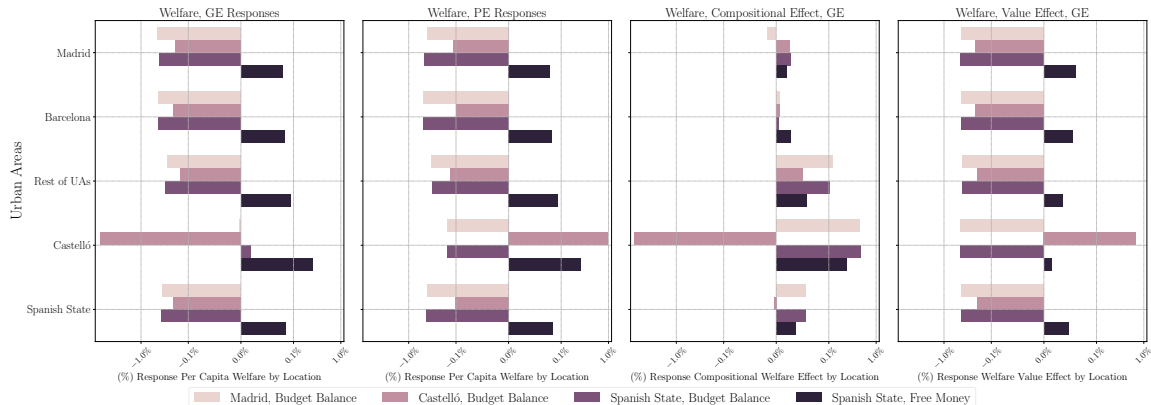 Welfare, GE Responses
Welfare, PE Responses
Welfare, Compositional Effect, GE
Welfare, Value Effect, GE
Urban Areas
Madrid
Barcelona
Rest of UAs
Castelló
Spanish State
−1.0% −0.1% 0.0% 0.1% 1.0%
−1.0% −0.1% 0.0% 0.1% 1.0%
−1.0% −0.1% 0.0% 0.1% 1.0%
−1.0% −0.1% 0.0% 0.1% 1.0%
(%) Response Per Capita Welfare by Location
(%) Response Per Capita Welfare by Location
(%) Response Compositional Welfare Effect by Location
(%) Response Welfare Value Effect by Location
Madrid, Budget Balance
Castelló, Budget Balance
Spanish State, Budget Balance
Spanish State, Free Money